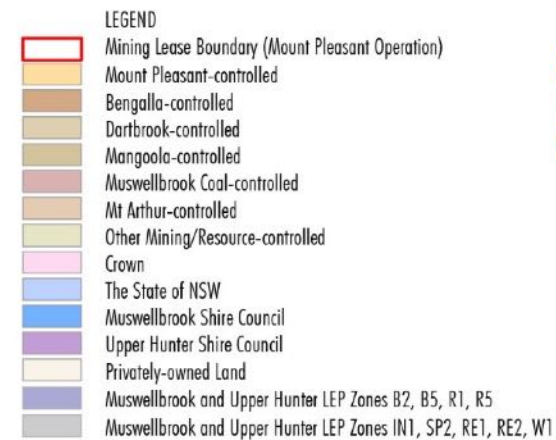 LEGEND
Mining Lease Boundary (Mount Pleasant Operation)
Mount Pleasant-controlled
Bengalla-controlled
Dartbrook-controlled
Mangoola-controlled
Muswellbrook Coal-controlled
Mt Arthur-controlled
Other Mining/Resource-controlled
Crown
The State of NSW
Muswellbrook Shire Council
Upper Hunter Shire Council
Privately-owned Land
Muswellbrook and Upper Hunter LEP Zones B2, B5, R1, R5
Muswellbrook and Upper Hunter LEP Zones IN1, SP2, RE1, RE2, W1